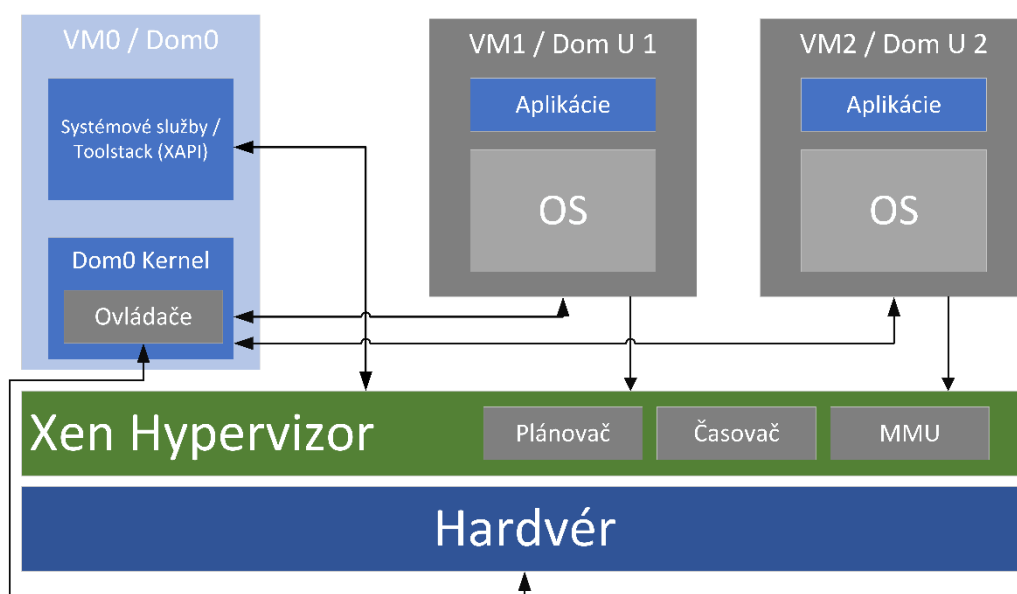 VM0 / Dom0
Systémové služby /
Toolstack (XAPI)
Dom0 Kernel
Ovládače
VM1 / Dom U 1
Aplikácie
OS
VM2 / Dom U 2
Aplikácie
OS
Xen Hypervizor
Plánovač
Časovač
MMU
Hardvér